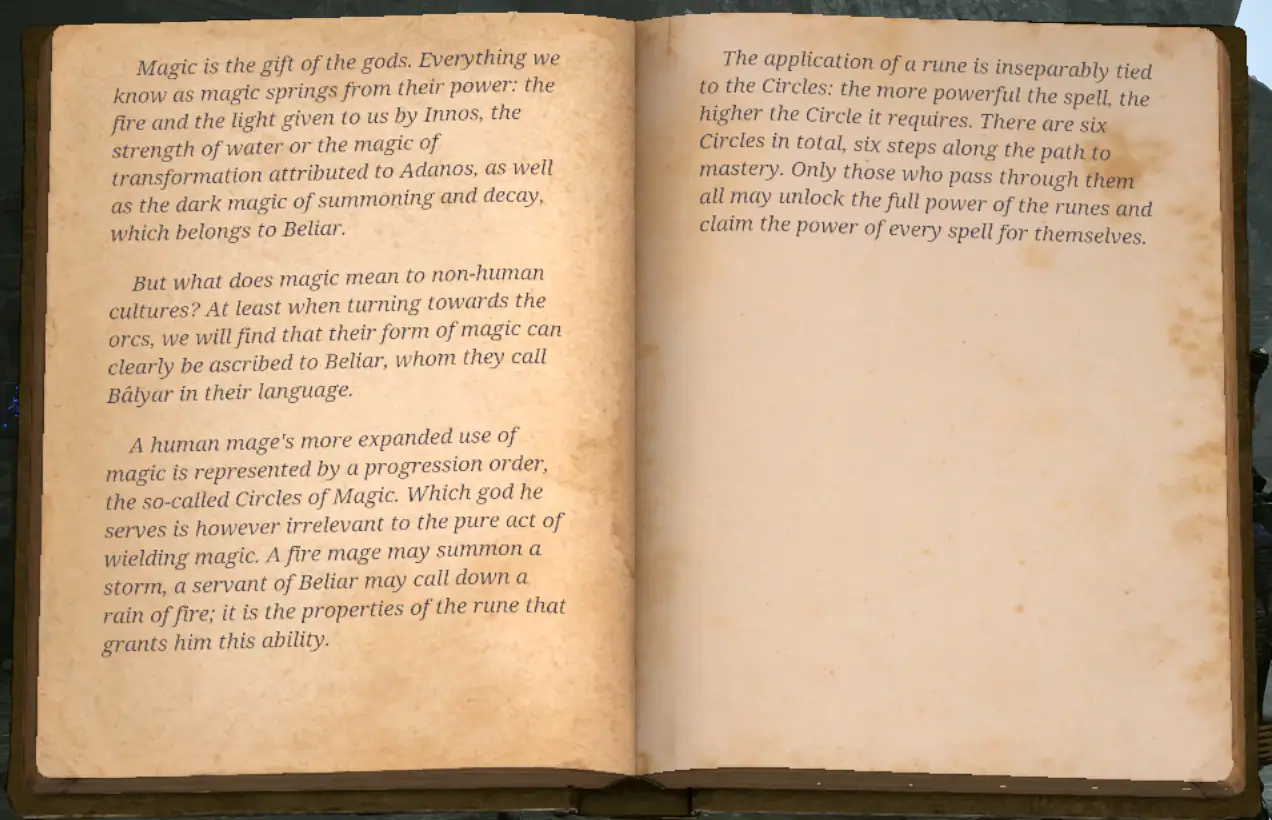 Magic is the gift of the gods. Everything we
know as magic springs from their power: the
fire and the light given to us by Innos, the
strength of water or the magic of
transformation attributed to Adanos, as well
as the dark magic of summoning and decay,
which belongs to Beliar.
But what does magic mean to non-human
cultures? At least when turning towards the
orcs, we will find that their form of magic can
clearly be ascribed to Beliar, whom they call
Bâlyar in their language.
A human mage's more expanded use of
magic is represented by a progression order,
the so-called Circles of Magic. Which god he
serves is however irrelevant to the pure act of
wielding magic. A fire mage may summon a
storm, a servant of Beliar may call down a
rain of fire; it is the properties of the rune that
grants him this ability.
The application of a rune is inseparably tied
to the Circles: the more powerful the spell, the
higher the Circle it requires. There are six
Circles in total, six steps along the path to
mastery. Only those who pass through them
all may unlock the full power of the runes and
claim the power of every spell for themselves.